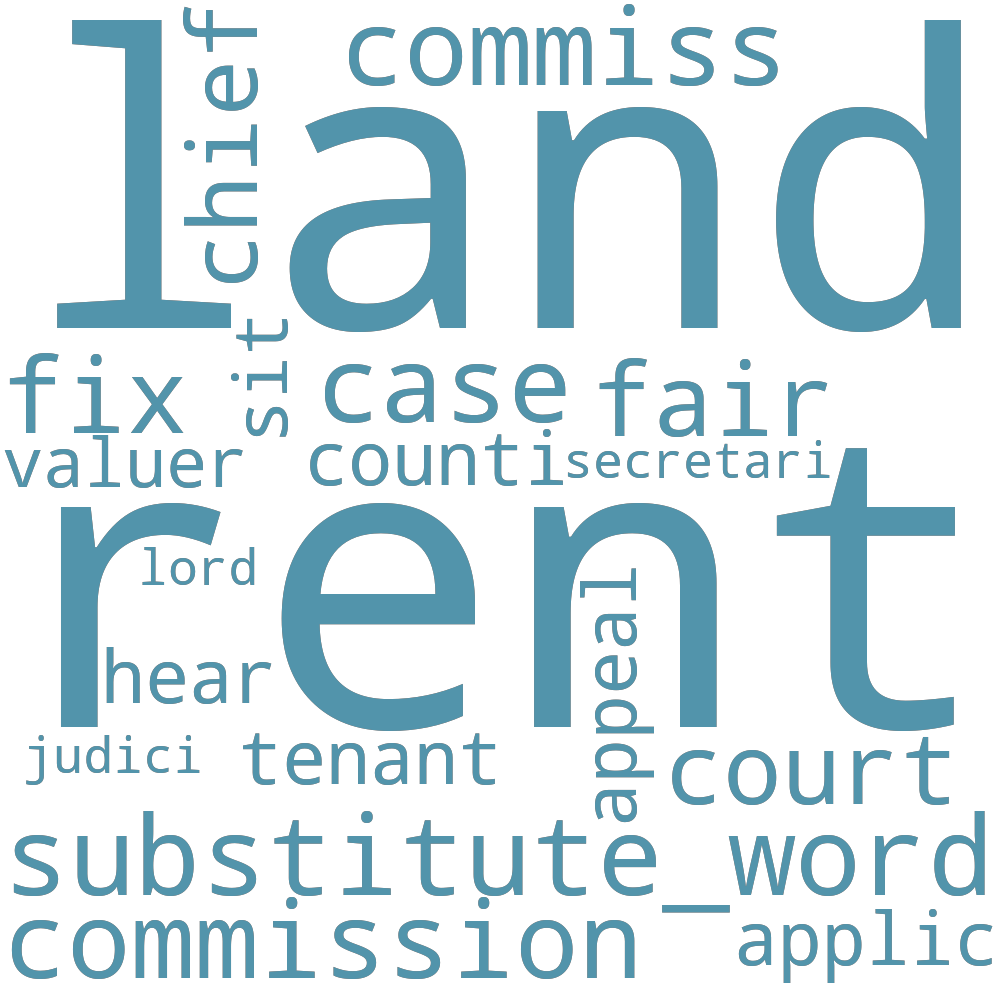 commiss
chief
land
sit
fix
case
fair
valuer
counti
secretari
rent
lord
appeal
hear
judici
tenant
court
substitute_word
commission
applic